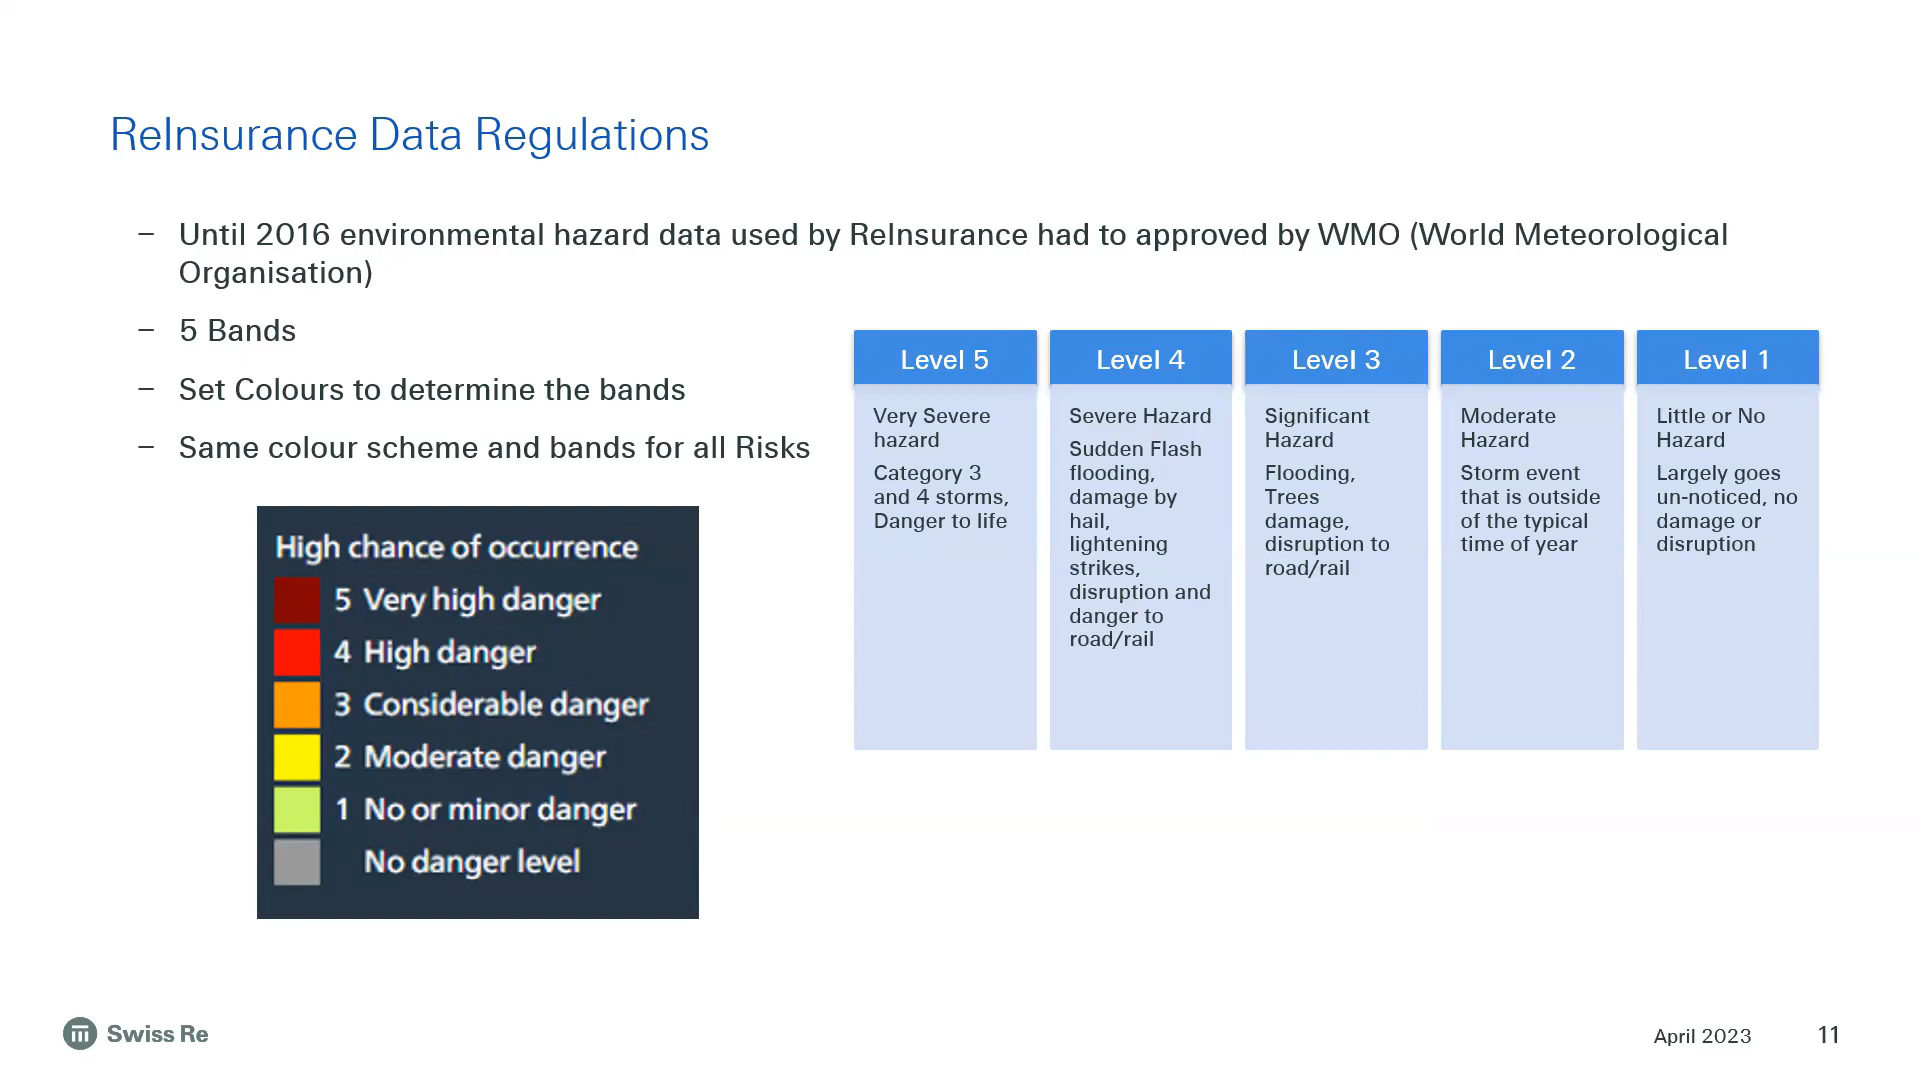 ReInsurance Data Regulations
– Until 2016 environmental hazard data used by ReInsurance had to approved by WMO (World Meteorological
Organisation)
– 5 Bands
– Set Colours to determine the bands
– Same colour scheme and bands for all Risks
High chance of occurrence
5 Very high danger
4 High danger
3 Considerable danger
2 Moderate danger
1 No or minor danger
No danger level
Level 5
Very Severe
hazard
Category 3
and 4 storms,
Danger to life
Level 4
Severe Hazard
Sudden Flash
flooding,
damage by
hail,
lightening
strikes,
disruption and
danger to
road/rail
Level 3
Significant
Hazard
Flooding,
Trees
damage,
disruption to
road/rail
Level 2
Moderate
Hazard
Storm event
that is outside
of the typical
time of year
Level 1
Little or No
Hazard
Largely goes
un-noticed, no
damage or
disruption
Swiss Re
April 2023
11